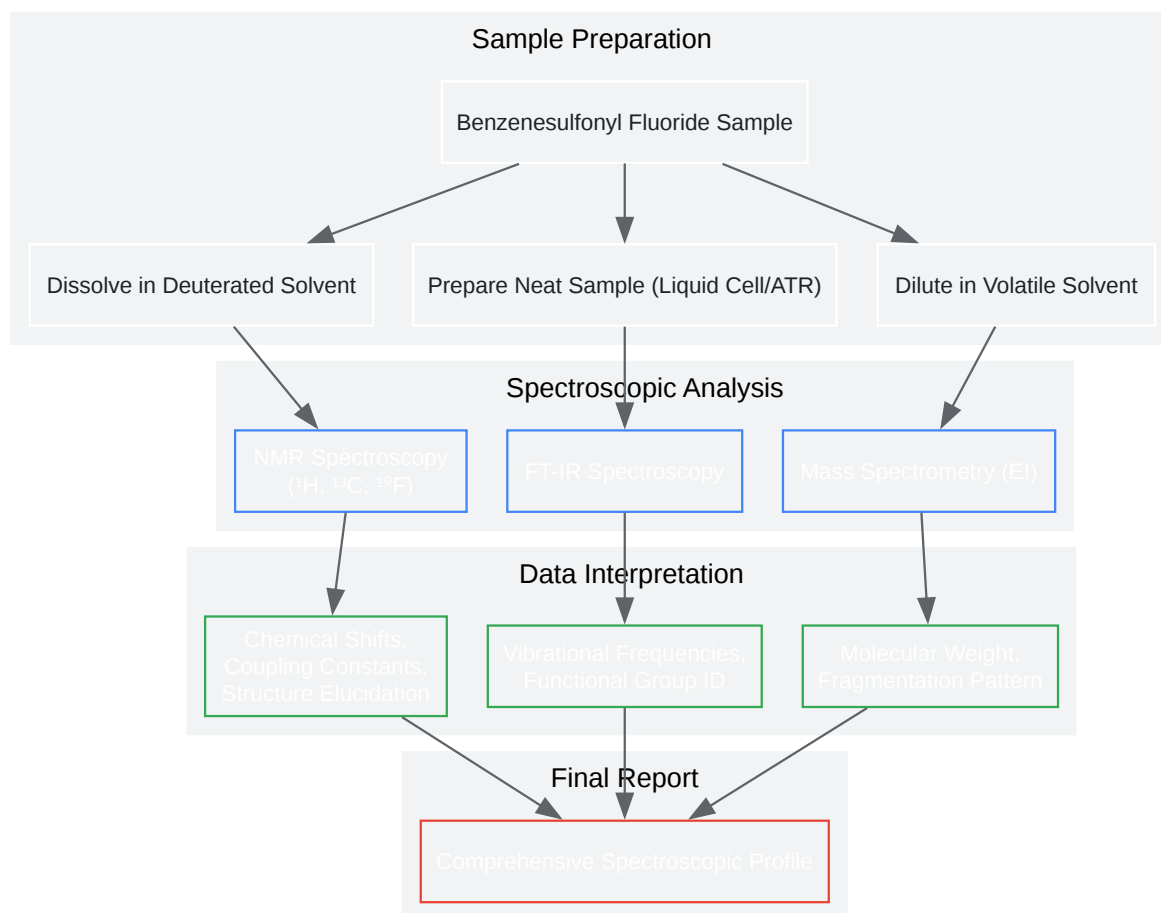 Sample Preparation
Benzenesulfonyl Fluoride Sample
Dissolve in Deuterated Solvent
Prepare Neat Sample (Liquid Cell/ATR)
Dilute in Volatile Solvent
Spectroscopic Analysis
NMR Spectroscopy
(¹H, ¹³C, ¹⁹F)
FT-IR Spectroscopy
Mass Spectrometry (EI)
Data Interpretation
Chemical Shifts,
Coupling Constants,
Structure Elucidation
Vibrational Frequencies,
Functional Group ID
Molecular Weight,
Fragmentation Pattern
Final Report
Comprehensive Spectroscopic Profile